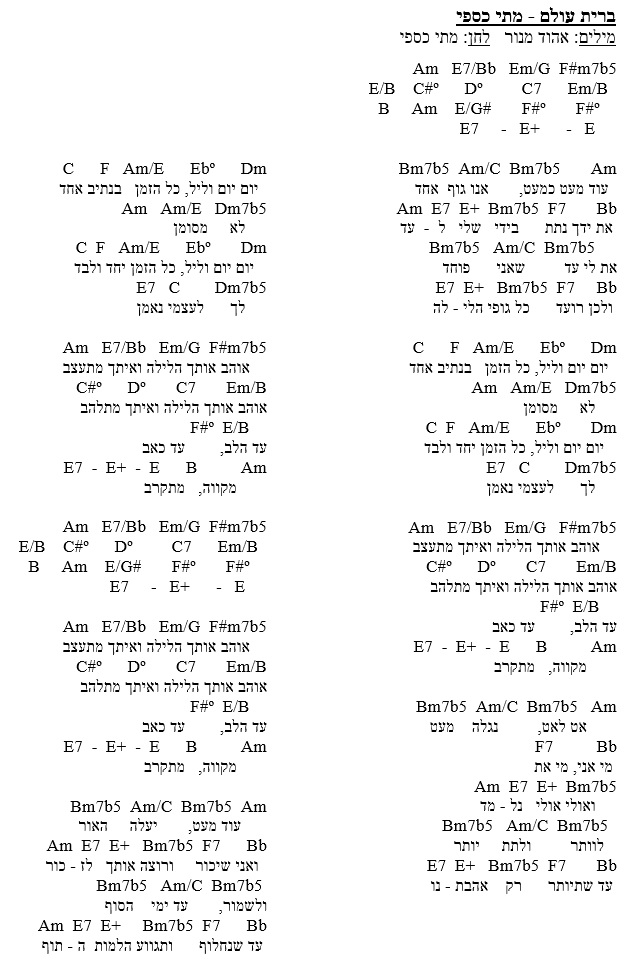 ברית עולם - מתי כספי
מילים: אהוד מנור   לחן: מתי כספי
Am E7/Bb Em/G F#m7b5
E/B C#º Dº C7 Em/B
B Am E/G# F#º F#º
E7 - E+ - E
Bm7b5 Am/C Bm7b5 Am
עוד מעט כמעט, אנו גוף אחד
Am E7 E+ Bm7b5 F7 Bb
את ידך נתת בידי שלי ל - עד
Bm7b5 Am/C Bm7b5
את לי עד שאני פוחד
E7 E+ Bm7b5 F7 Bb
ולכן רועד כל גופי הלי - לה
C F Am/E Ebº Dm
יום יום וליל, כל הזמן בנתיב אחד
Am Am/E Dm7b5
לא מסומן
C F Am/E Ebº Dm
יום יום וליל, כל הזמן יחד ולבד
E7 C Dm7b5
לך לעצמי נאמן
Am E7/Bb Em/G F#m7b5
אוהב אותך הלילה ואיתך מתעצב
C#º Dº C7 Em/B
אוהב אותך הלילה ואיתך מתלהב
F#º E/B
עד הלב, עד כאב
E7 - E+ - E B Am
מקווה, מתקרב
Bm7b5 Am/C Bm7b5 Am
אט לאט, נגלה מעט
F7 Bb
מי אני, מי את
Am E7 E+ Bm7b5
ואולי אולי נל - מד
Bm7b5 Am/C Bm7b5
לוותר ולתת יותר
E7 E+ Bm7b5 F7 Bb
עד שתיותר רק אהבת - נו
C F Am/E Ebº Dm
יום יום וליל, כל הזמן בנתיב אחד
Am Am/E Dm7b5
לא מסומן
C F Am/E Ebº Dm
יום יום וליל, כל הזמן יחד ולבד
E7 C Dm7b5
לך לעצמי נאמן
Am E7/Bb Em/G F#m7b5
אוהב אותך הלילה ואיתך מתעצב
C#º Dº C7 Em/B
אוהב אותך הלילה ואיתך מתלהב
F#º E/B
עד הלב, עד כאב
E7 - E+ - E B Am
מקווה, מתקרב
Am E7/Bb Em/G F#m7b5
E/B C#º Dº C7 Em/B
B Am E/G# F#º F#º
E7 - E+ - E
Am E7/Bb Em/G F#m7b5
אוהב אותך הלילה ואיתך מתעצב
C#º Dº C7 Em/B
אוהב אותך הלילה ואיתך מתלהב
F#º E/B
עד הלב, עד כאב
E7 - E+ - E B Am
מקווה, מתקרב
Bm7b5 Am/C Bm7b5 Am
עוד מעט, יעלה האור
Am E7 E+ Bm7b5 F7 Bb
ואני שיכור ורוצה אותך לז - כור
Bm7b5 Am/C Bm7b5
ולשמור, עד ימי הסוף
Am E7 E+ Bm7b5 F7 Bb
עד שנחלוף ותגווע הלמות ה - תוף